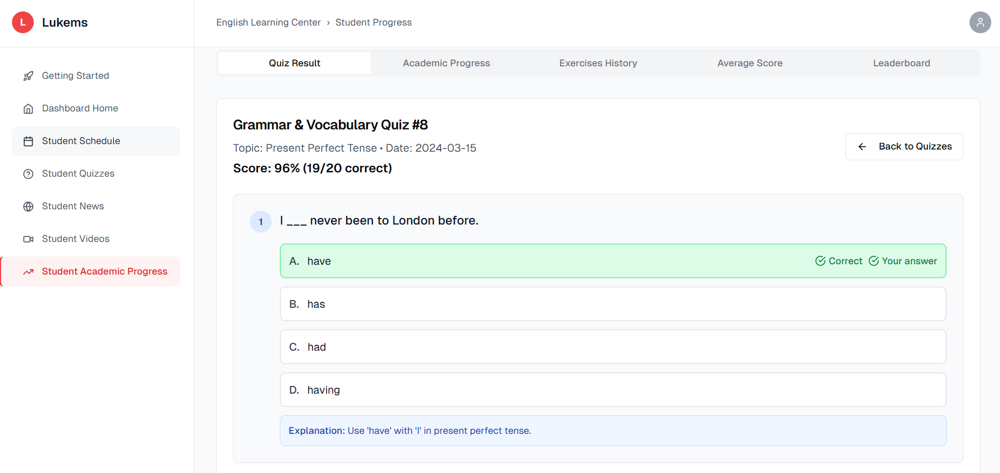 L Lukems
English Learning Center › Student Progress
Getting Started
Dashboard Home
Student Schedule
Student Quizzes
Student News
Student Videos
Student Academic Progress
Quiz Result
Academic Progress
Exercises History
Average Score
Leaderboard
Grammar & Vocabulary Quiz #8
Topic: Present Perfect Tense • Date: 2024-03-15
Score: 96% (19/20 correct)
← Back to Quizzes
1 I ___ never been to London before.
A. have Correct Your answer
B. has
C. had
D. having
Explanation: Use 'have' with 'I' in present perfect tense.